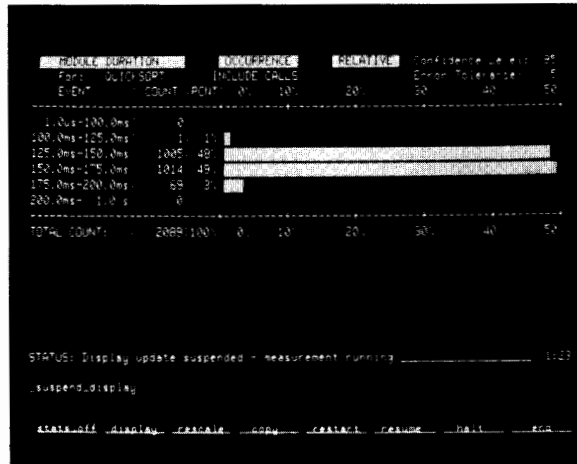 MODULE DURATION OCCURRENCE RELATIVE Confidence Level: 95
For: QUICKSORT INCLUDE CALLS Error Tolerance: 5
EVENT COUNT PCNT 0% 10% 20% 30% 40 50
1.0us-100.0ms 0
100.0ms-125.0ms 1 1%
125.0ms-150.0ms 1005 48%
150.0ms-175.0ms 1014 49%
175.0ms-200.0ms 69 3%
200.0ms- 1.0 s 0
TOTAL COUNT: 2089 100% 0% 10% 20% 30% 40 50
STATUS: Display update suspended - measurement running 1:23
suspend_display
stats_off display rescale copy restart resume halt end